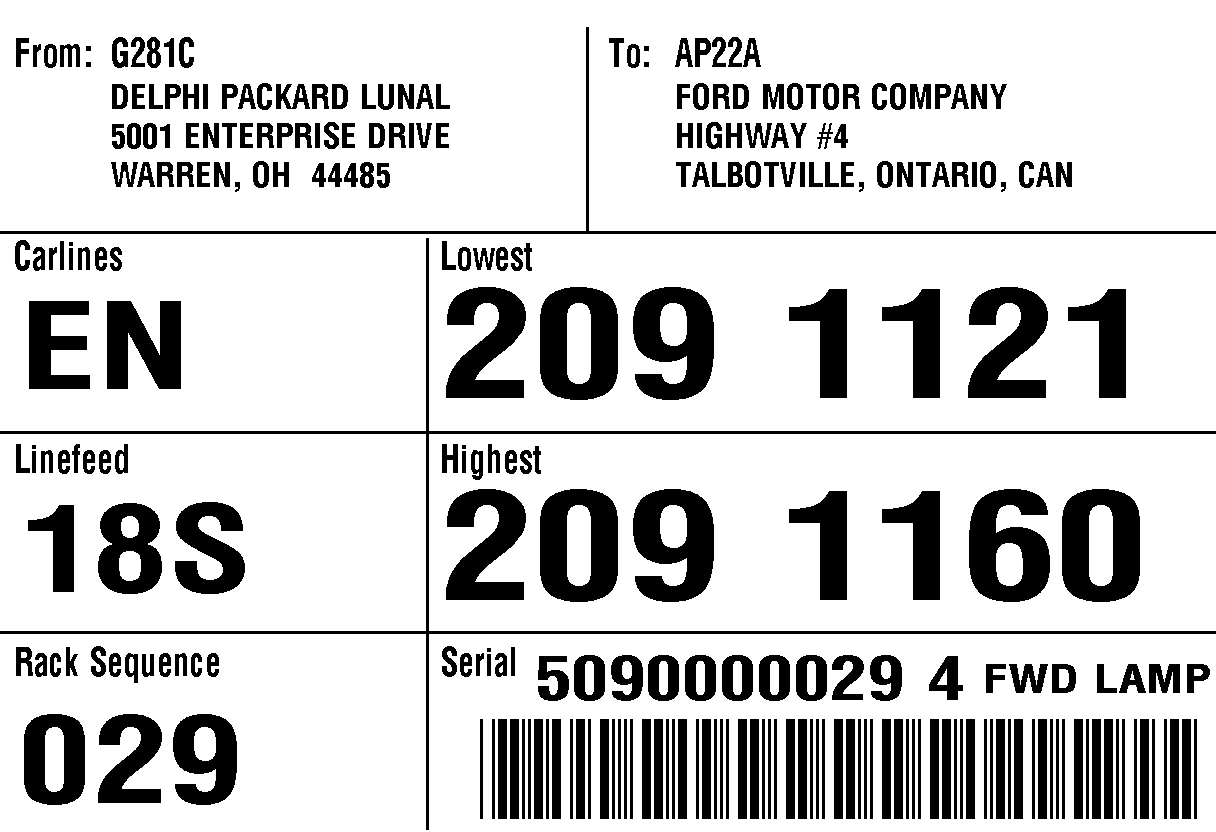 From: G281C
DELPHI PACKARD LUNAL
5001 ENTERPRISE DRIVE
WARREN, OH 44485
To: AP22A
FORD MOTOR COMPANY
HIGHWAY #4
TALBOTVILLE, ONTARIO, CAN
Carlines
EN
Lowest
209 1121
Linefeed
18S
Highest
209 1160
Rack Sequence
029
Serial 5090000029 4 FWD LAMP